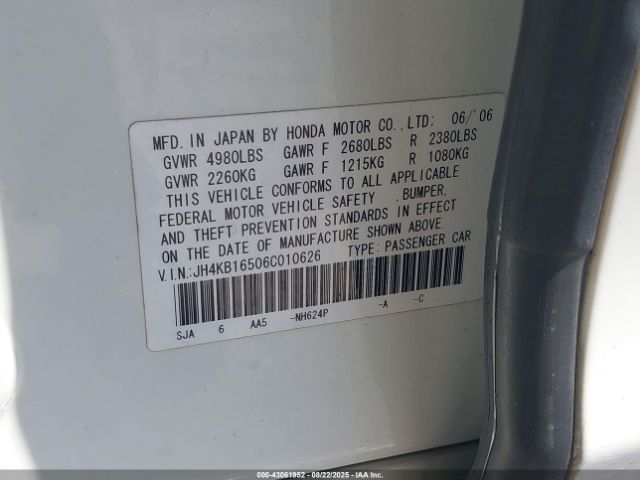 MFD. IN JAPAN BY HONDA MOTOR CO.,LTD: 06/'06
GVWR 4980LBS GAWR F 2680LBS R 2380LBS
GVWR 2260KG GAWR F 1215KG R 1080KG
THIS VEHICLE CONFORMS TO ALL APPLICABLE
FEDERAL MOTOR VEHICLE SAFETY ,BUMPER,
AND THEFT PREVENTION STANDARDS IN EFFECT
ON THE DATE OF MANUFACTURE SHOWN ABOVE.
V.I.N.:JH4KB16506C010626 TYPE: PASSENGER CAR
SJA 6 AA5 -NH624P -A -C
000-43061952 - 08/22/2025 - IAAI.COM